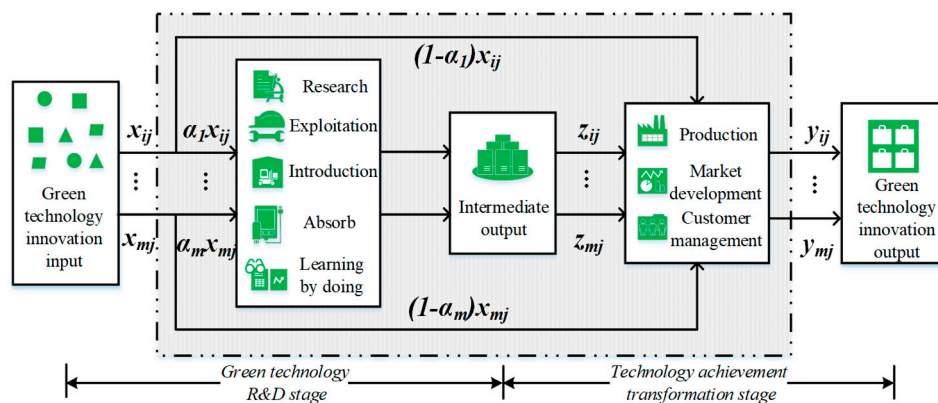 (1-α1)xij
Green
technology
innovation
input
xij
⋮
xmj
α1xij
⋮
αmxmj
Research
Exploitation
Introduction
Absorb
Learning
by doing
Intermediate
output
zij
⋮
zmj
Production
Market
development
Customer
management
yij
⋮
ymj
Green
technology
innovation
output
(1-αm)xmj
Green technology
R&D stage
Technology achievement
transformation stage